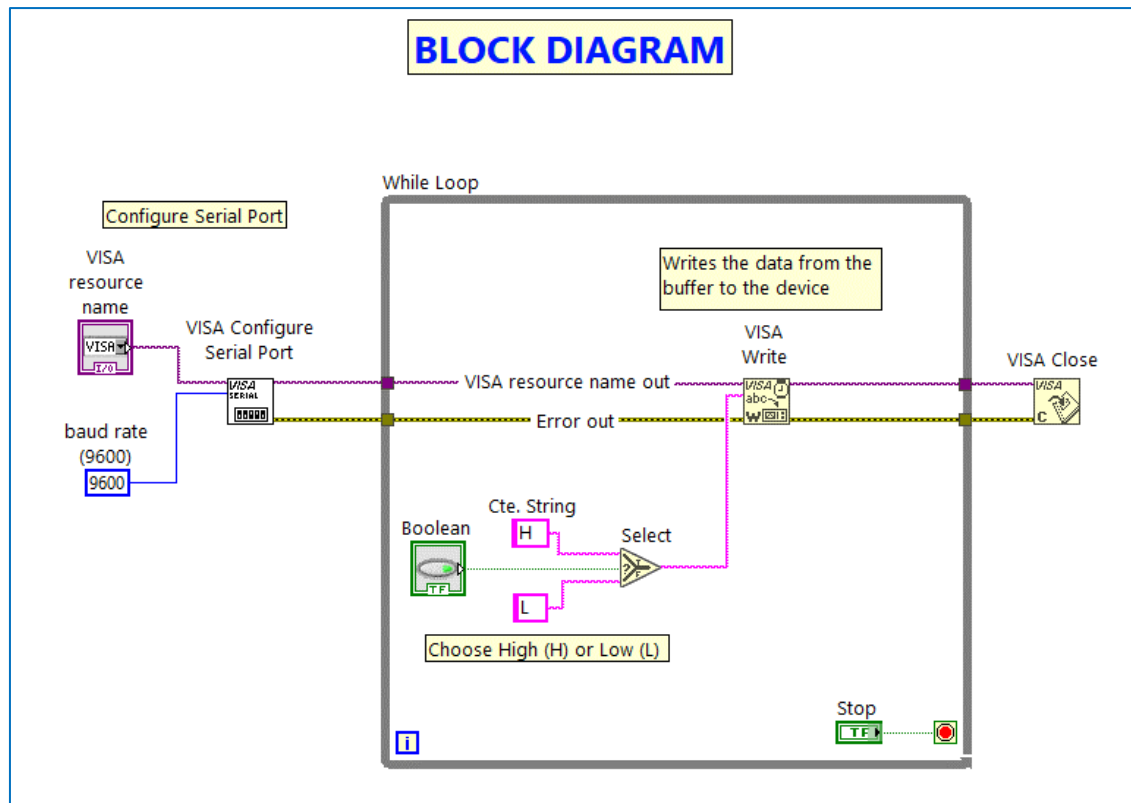 BLOCK DIAGRAM
While Loop
Configure Serial Port
VISA
resource
name
VISA
I/O
VISA Configure
Serial Port
VISA
SERIAL
baud rate
(9600)
9600
Writes the data from the
buffer to the device
VISA
Write
VISA
abc
W
VISA Close
VISA
C
VISA resource name out
Error out
Cte. String
H
Boolean
TF
Select
?
T
F
L
Choose High (H) or Low (L)
Stop
TF
i